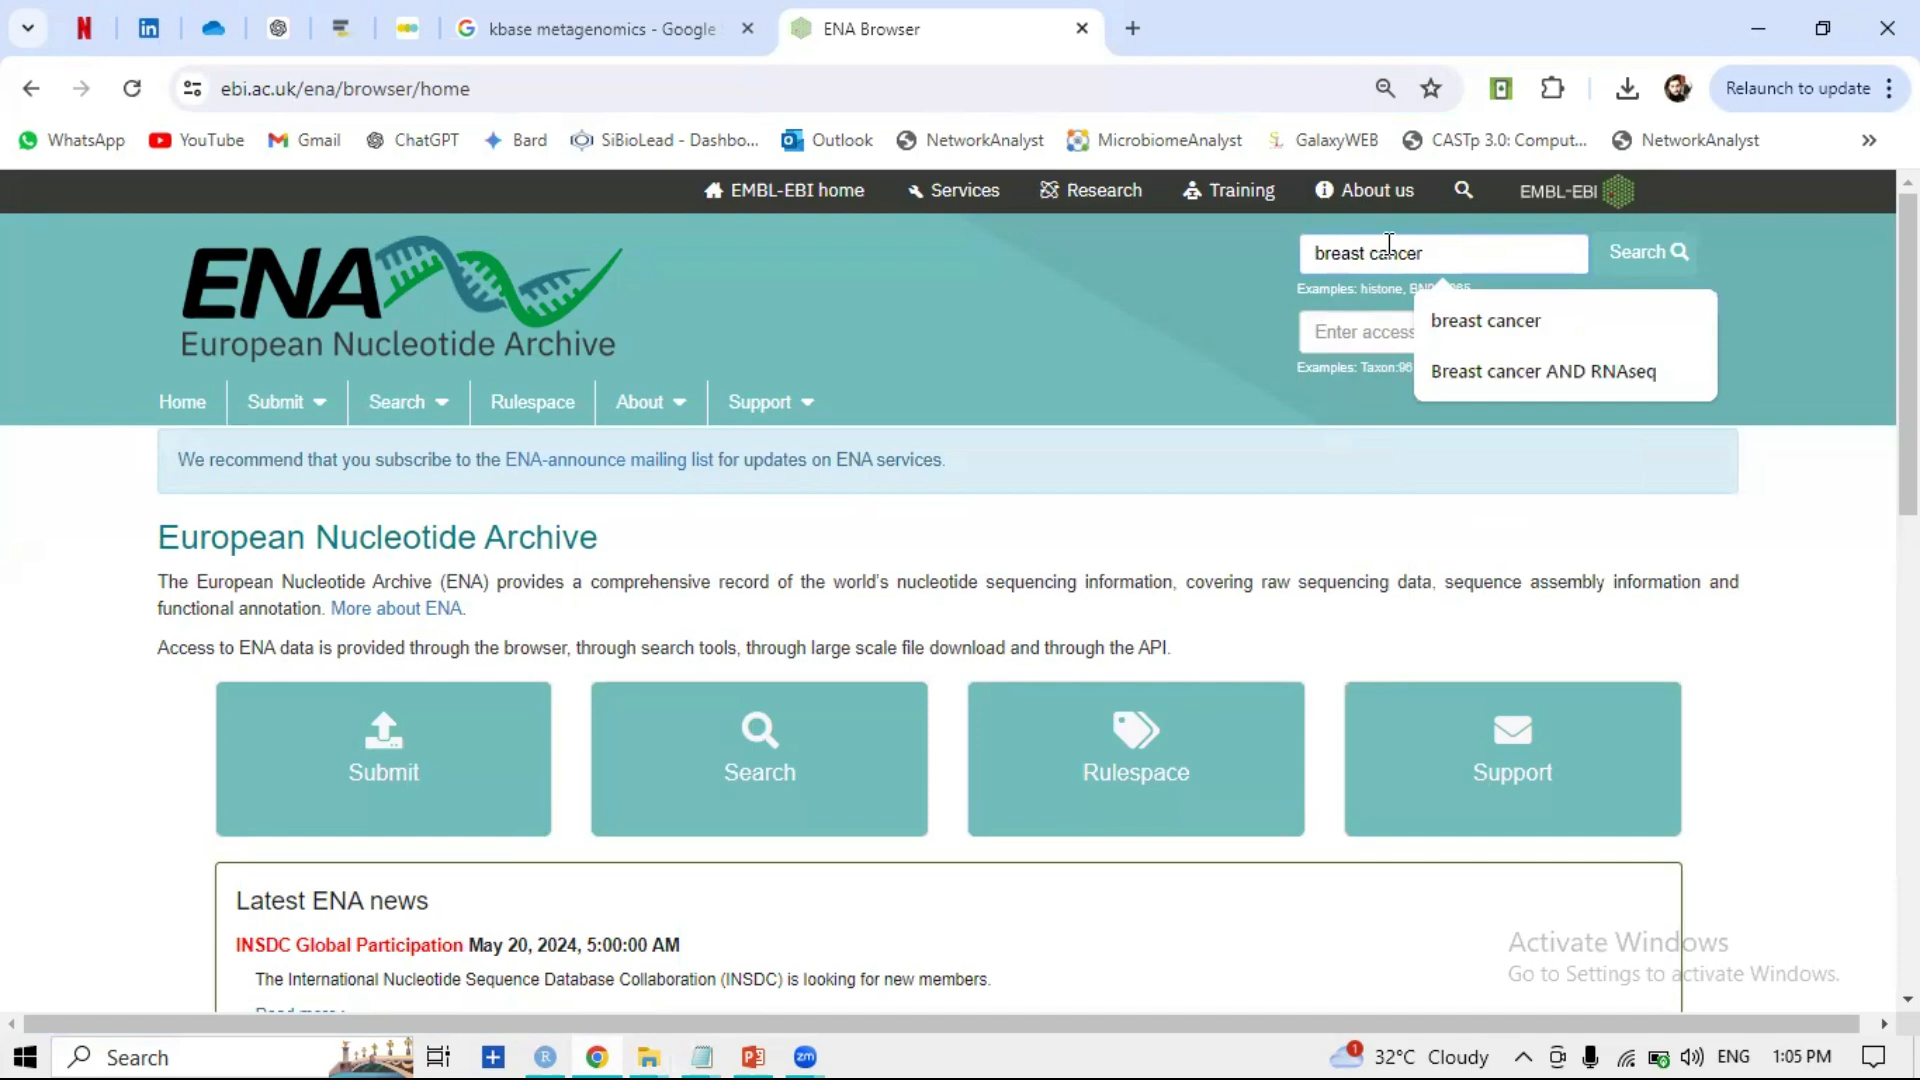 kbase metagenomics - Google
ENA Browser
ebi.ac.uk/ena/browser/home
Relaunch to update
WhatsApp
YouTube
Gmail
ChatGPT
Bard
SiBioLead - Dashbo...
Outlook
NetworkAnalyst
MicrobiomeAnalyst
GalaxyWEB
CASTp 3.0: Comput...
NetworkAnalyst
EMBL-EBI home
Services
Research
Training
About us
EMBL-EBI
ENA
European Nucleotide Archive
breast cancer
Search
Examples: histone,
breast cancer
Enter access
Breast cancer AND RNAseq
Examples: Taxon:96
Home
Submit
Search
Rulespace
About
Support
We recommend that you subscribe to the ENA-announce mailing list for updates on ENA services.
European Nucleotide Archive
The European Nucleotide Archive (ENA) provides a comprehensive record of the world's nucleotide sequencing information, covering raw sequencing data, sequence assembly information and
functional annotation. More about ENA.
Access to ENA data is provided through the browser, through search tools, through large scale file download and through the API.
Submit
Search
Rulespace
Support
Latest ENA news
INSDC Global Participation May 20, 2024, 5:00:00 AM
The International Nucleotide Sequence Database Collaboration (INSDC) is looking for new members.
Activate Windows
Go to Settings to activate Windows.
Search
1
32°C Cloudy
ENG
1:05 PM